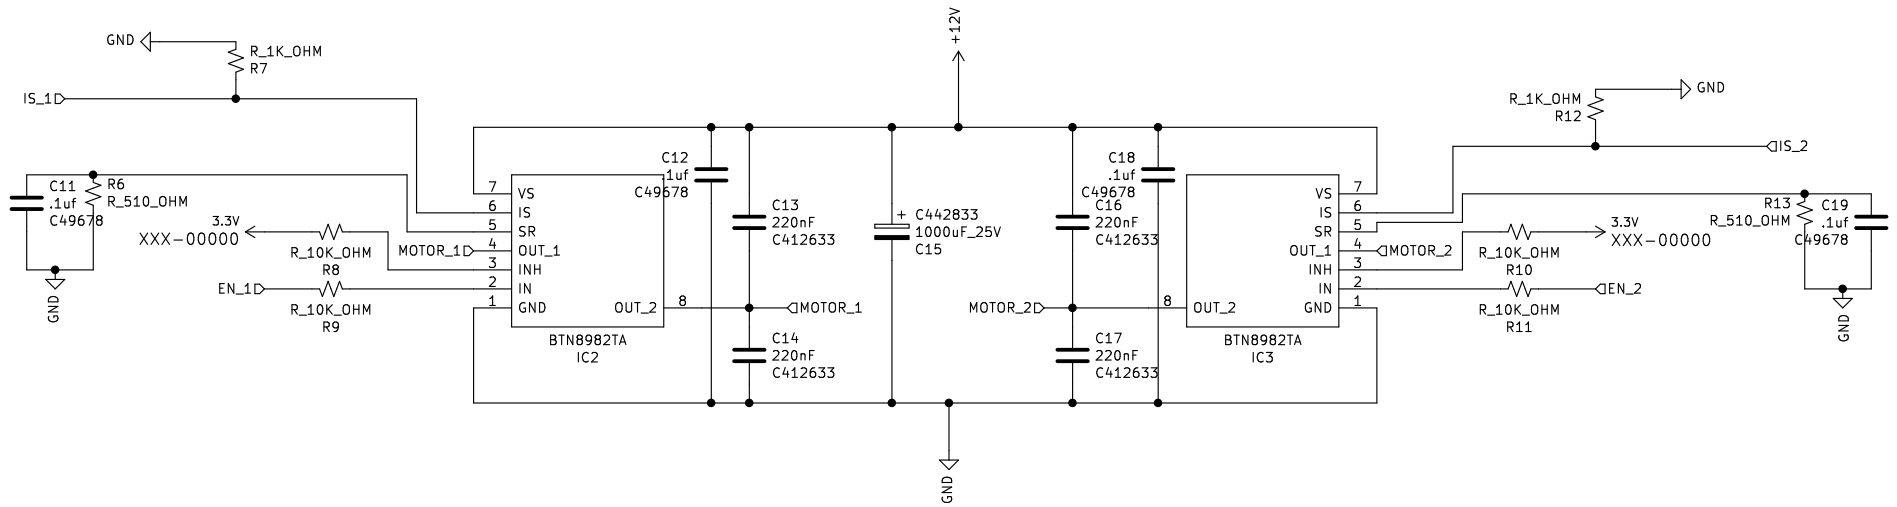 +12V
GND
R_1K_OHM
R7
IS_1
C11
.1uf
C49678
R6
R_510_OHM
GND
3.3V
XXX-00000
R_10K_OHM
R8
EN_1
R_10K_OHM
R9
MOTOR_1
7
6
5
4
3
2
1
VS
IS
SR
OUT_1
INH
IN
GND
OUT_2
8
BTN8982TA
IC2
C12
.1uf
C49678
C13
220nF
C412633
MOTOR_1
C14
220nF
C412633
+
C442833
1000uF_25V
C15
GND
C18
.1uf
C49678
C16
220nF
C412633
MOTOR_2
C17
220nF
C412633
8
OUT_2
VS
IS
SR
OUT_1
INH
IN
GND
7
6
5
4
3
2
1
BTN8982TA
IC3
MOTOR_2
R_1K_OHM
R12
GND
IS_2
R13
R_510_OHM
C19
.1uf
C49678
GND
3.3V
XXX-00000
R_10K_OHM
R10
EN_2
R_10K_OHM
R11